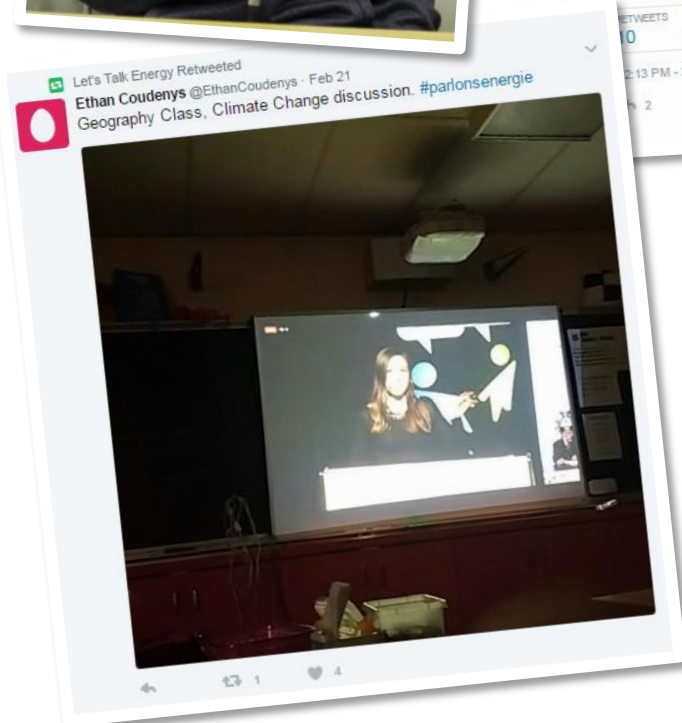 RETWEETS
10
2:13 PM -
2
Let's Talk Energy Retweeted
Ethan Coudenys @EthanCoudenys · Feb 21
Geography Class, Climate Change discussion. #parlonsenergie
1
4